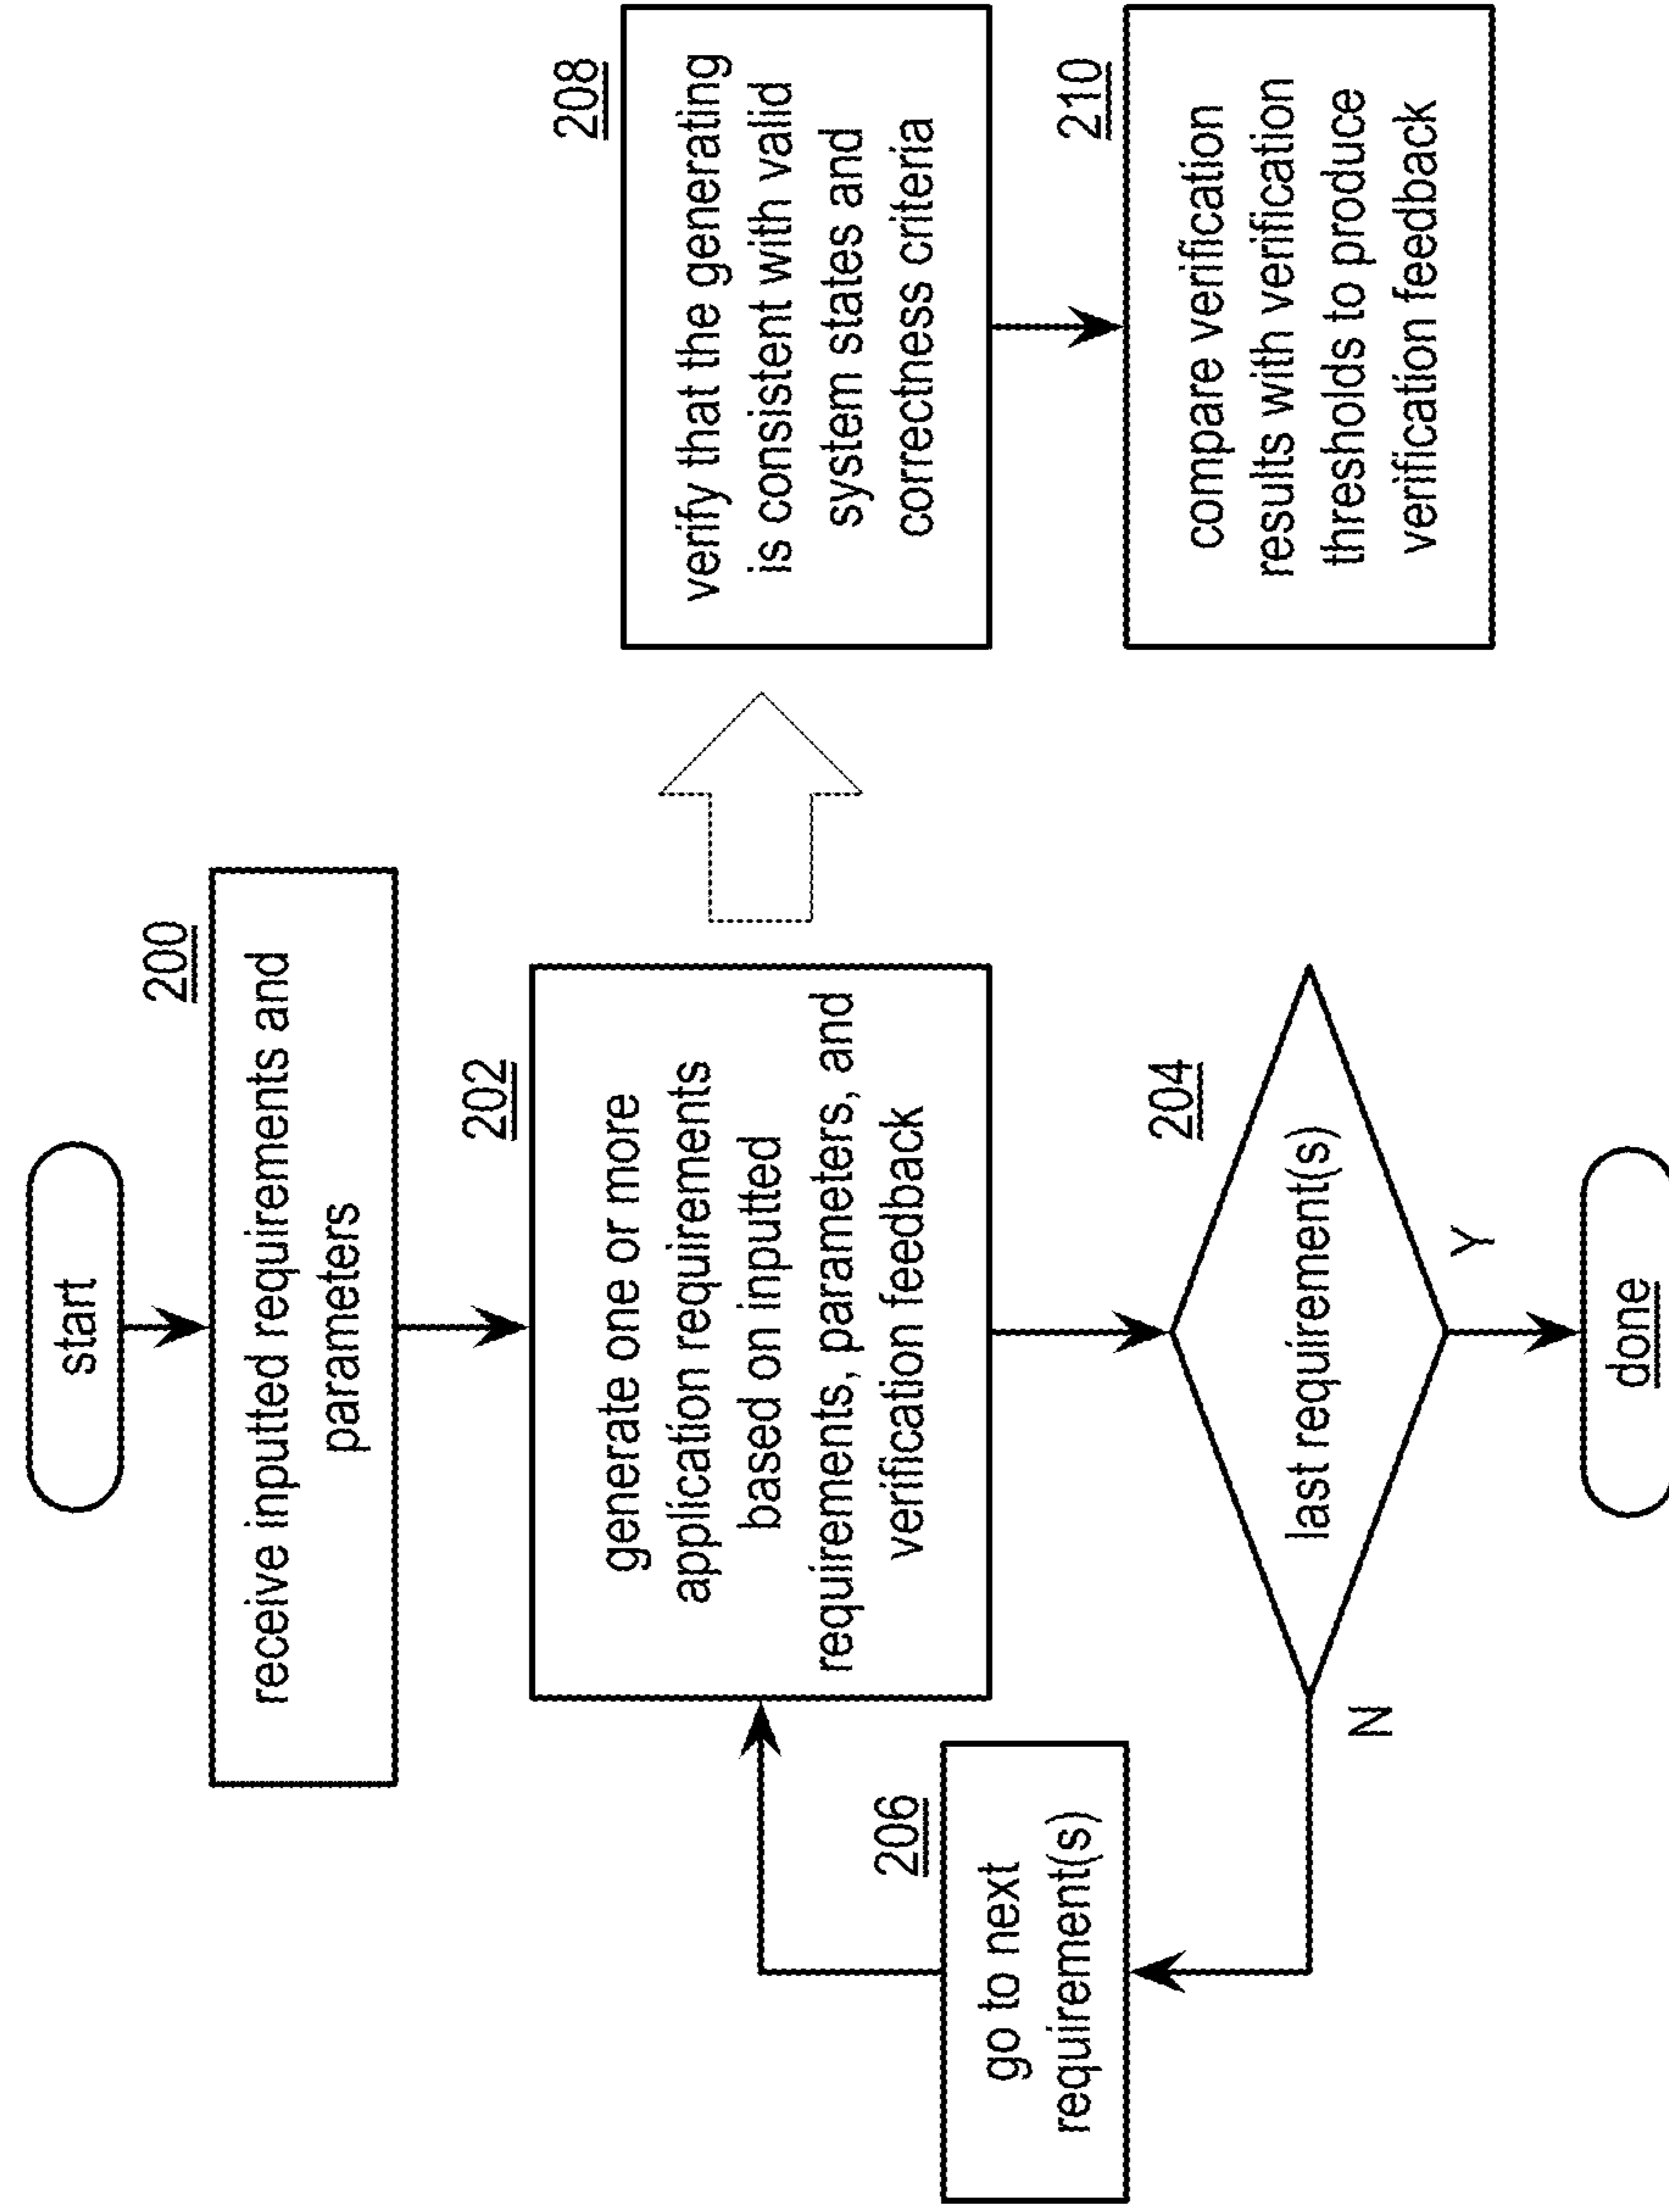 start
200
receive inputted requirements and
parameters
202
generate one or more
application requirements
based on inputted
requirements, parameters, and
verification feedback
204
last requirement(s)
Y
N
done
206
go to next
requirement(s)
208
verify that the generating
is consistent with valid
system states and
correctness criteria
210
compare verification
results with verification
thresholds to produce
verification feedback